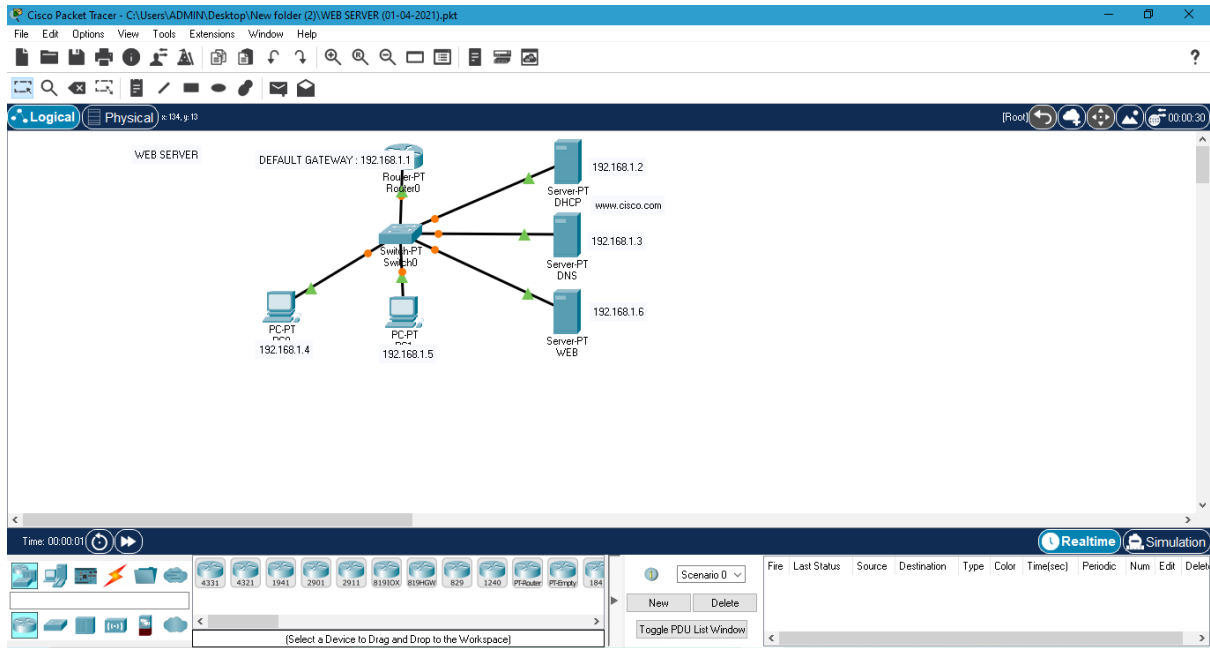 Cisco Packet Tracer - C:\Users\ADMIN\Desktop\New folder (2)\WEB SERVER (01-04-2021).pkt
File Edit Options View Tools Extensions Window Help
?
Logical Physical x: 134, y: 13 [Root] 00:00:30
WEB SERVER
DEFAULT GATEWAY : 192.168.1.1
Router-PT
Router0
192.168.1.2
Server-PT
DHCP
www.cisco.com
192.168.1.3
Server-PT
DNS
Switch-PT
Switch0
192.168.1.6
Server-PT
WEB
PC-PT
192.168.1.4
PC-PT
192.168.1.5
Time: 00:00:01 Realtime Simulation
4331 4321 1941 2901 2911 819IOX 819HGW 829 1240 PT-Router PT-Empty 184
(Select a Device to Drag and Drop to the Workspace)
Scenario 0
New Delete
Toggle PDU List Window
Fire Last Status Source Destination Type Color Time(sec) Periodic Num Edit Delet